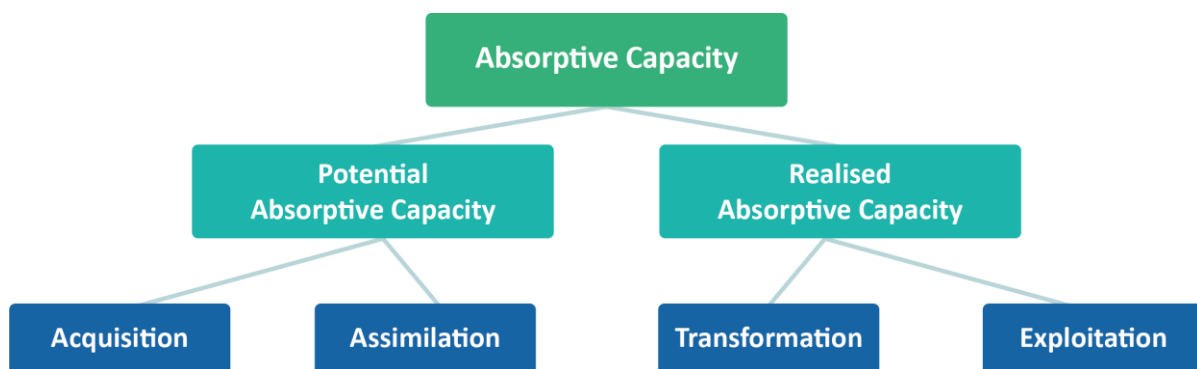 Absorptive Capacity
Potential
Absorptive Capacity
Realised
Absorptive Capacity
Acquisition
Assimilation
Transformation
Exploitation